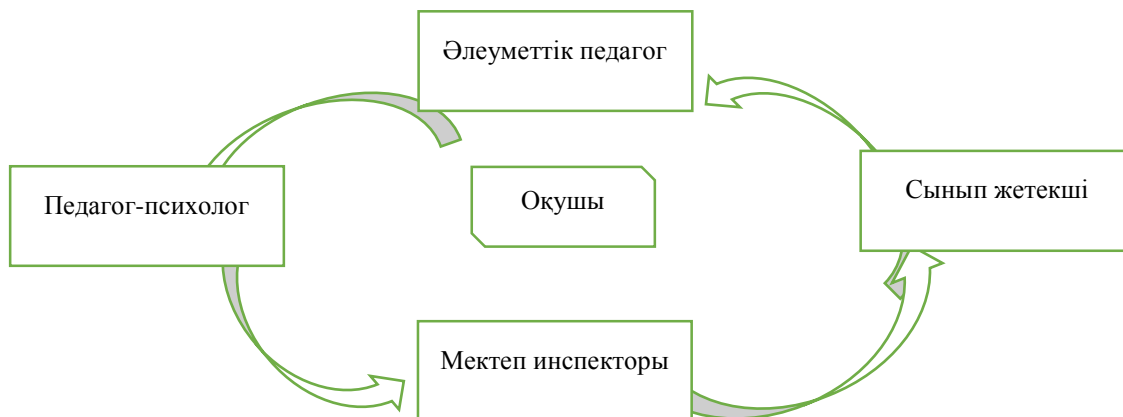 Әлеуметтік педагог
Педагог-психолог
Оқушы
Сынып жетекші
Мектеп инспекторы